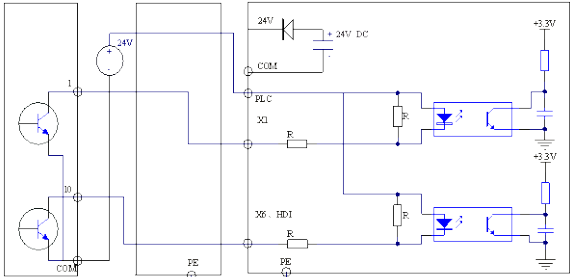 24V
+3.3V
+
24V
+ 24V DC
COM
1
PLC
R
X1
R
+3.3V
10
X6. HDI
R
R
COM
PE
PE